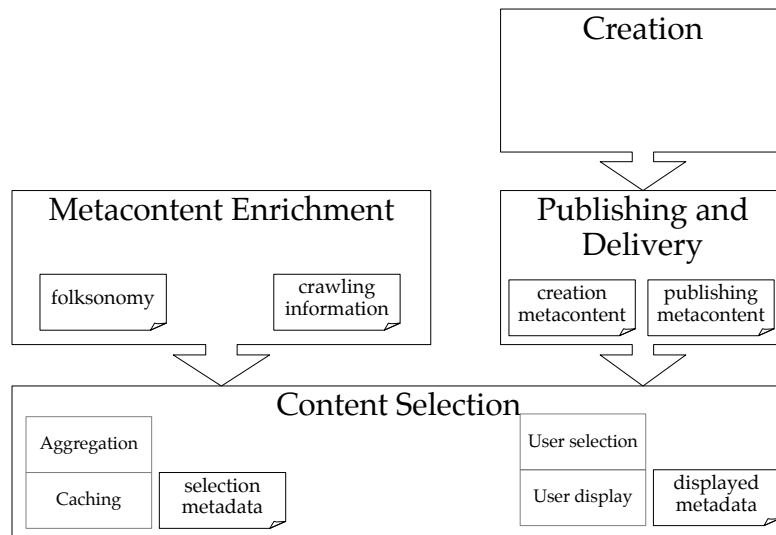 Creation
Metacontent Enrichment
folksonomy
crawling
information
Publishing and
Delivery
creation
metacontent
publishing
metacontent
Content Selection
Aggregation
Caching
selection
metadata
User selection
User display
displayed
metadata